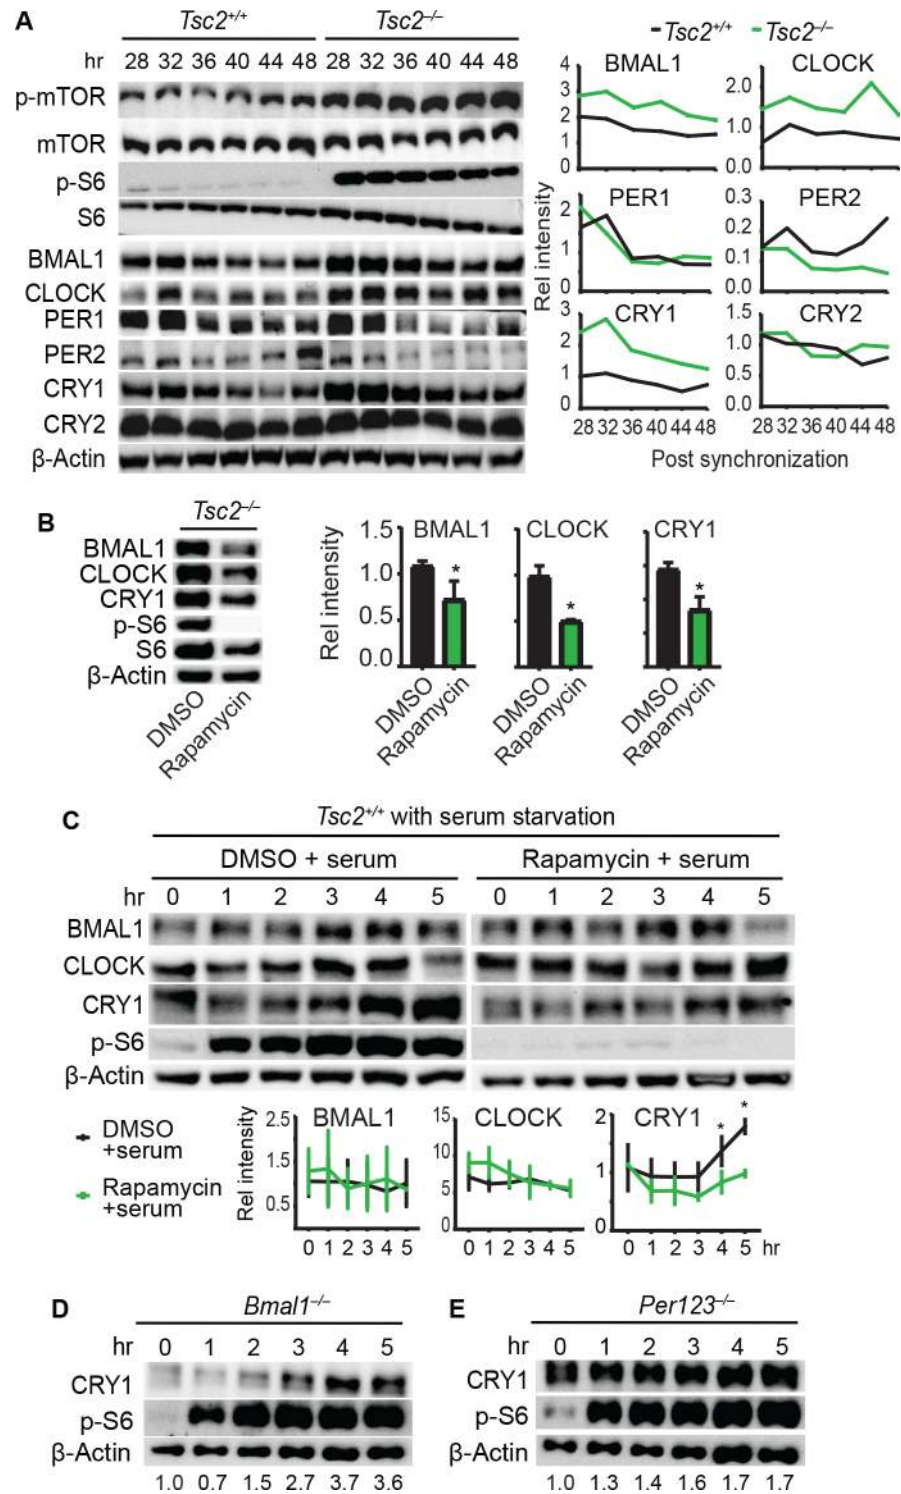 A
Tsc2+/+ Tsc2–/–
hr 28 32 36 40 44 48 28 32 36 40 44 48
p-mTOR
mTOR
p-S6
S6
BMAL1
CLOCK
PER1
PER2
CRY1
CRY2
β-Actin
Tsc2+/+ Tsc2–/–
Rel intensity
BMAL1
4
3
2
1
0
CLOCK
2.0
1.0
0.0
PER1
2
1
0
PER2
0.3
0.2
0.1
0.0
CRY1
3
2
1
0
CRY2
1.5
1.0
0.5
0.0
28 32 36 40 44 48 28 32 36 40 44 48
Post synchronization
B
Tsc2–/–
BMAL1
CLOCK
CRY1
p-S6
S6
β-Actin
DMSO
Rapamycin
Rel intensity
1.5
1.0
0.5
0.0
BMAL1 CLOCK CRY1
* * *
DMSO
Rapamycin
DMSO
Rapamycin
DMSO
Rapamycin
C
Tsc2+/+ with serum starvation
DMSO + serum Rapamycin + serum
hr 0 1 2 3 4 5 0 1 2 3 4 5
BMAL1
CLOCK
CRY1
p-S6
β-Actin
DMSO
+serum
Rapamycin
+serum
Rel intensity
BMAL1
2.5
1.5
0.5
0 1 2 3 4 5
CLOCK
15
10
5
0
0 1 2 3 4 5
CRY1
2
1
0
* *
0 1 2 3 4 5 hr
D
Bmal1–/–
hr 0 1 2 3 4 5
CRY1
p-S6
β-Actin
1.0 0.7 1.5 2.7 3.7 3.6
E
Per123–/–
hr 0 1 2 3 4 5
CRY1
p-S6
β-Actin
1.0 1.3 1.4 1.6 1.7 1.7